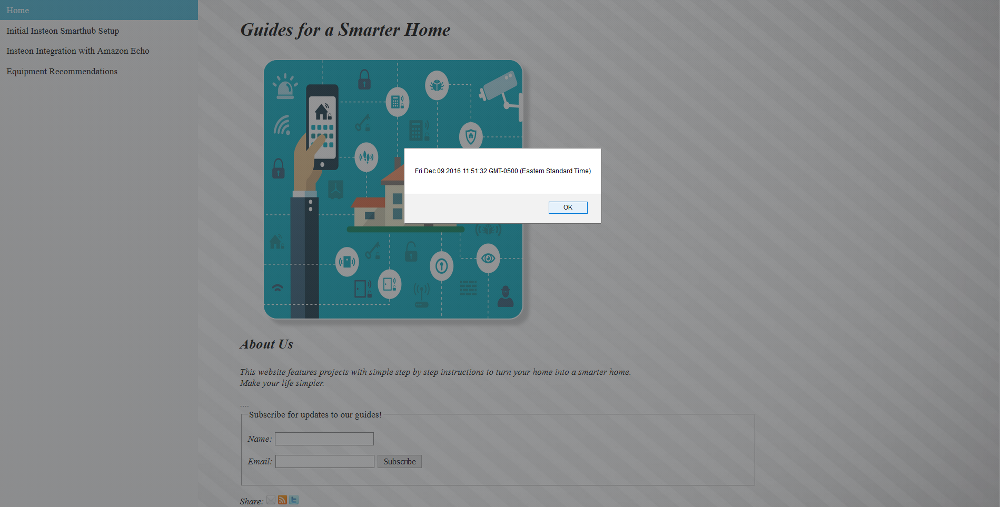 Home
Initial Insteon Smarthub Setup
Insteon Integration with Amazon Echo
Equipment Recommendations
Guides for a Smarter Home
Fri Dec 09 2016 11:51:32 GMT-0500 (Eastern Standard Time)
OK
About Us
This website features projects with simple step by step instructions to turn your home into a smarter home.
Make your life simpler.
....
Subscribe for updates to our guides!
Name:
Email:
Subscribe
Share: